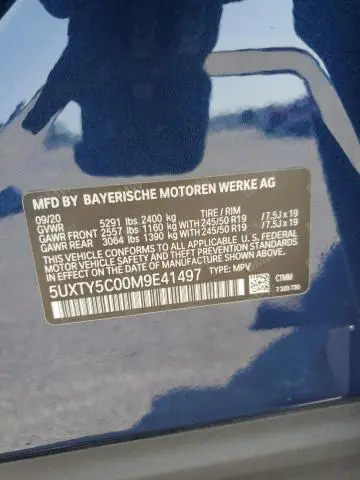 MFD BY BAYERISCHE MOTOREN WERKE AG
09/20
GVWR 5291 lbs 2400 kg TIRE / RIM
GAWR FRONT 2557 lbs 1160 kg WITH 245/50 R19 / 7.5J x 19
GAWR REAR 3064 lbs 1390 kg WITH 245/50 R19 / 7.5J x 19
THIS VEHICLE CONFORMS TO ALL APPLICABLE U.S. FEDERAL
MOTOR VEHICLE SAFETY STANDARDS IN EFFECT ON THE
DATE OF MANUFACTURE SHOWN ABOVE.
5UXTY5C00M9E41497 TYPE: MPV
C1MM
7 320 730